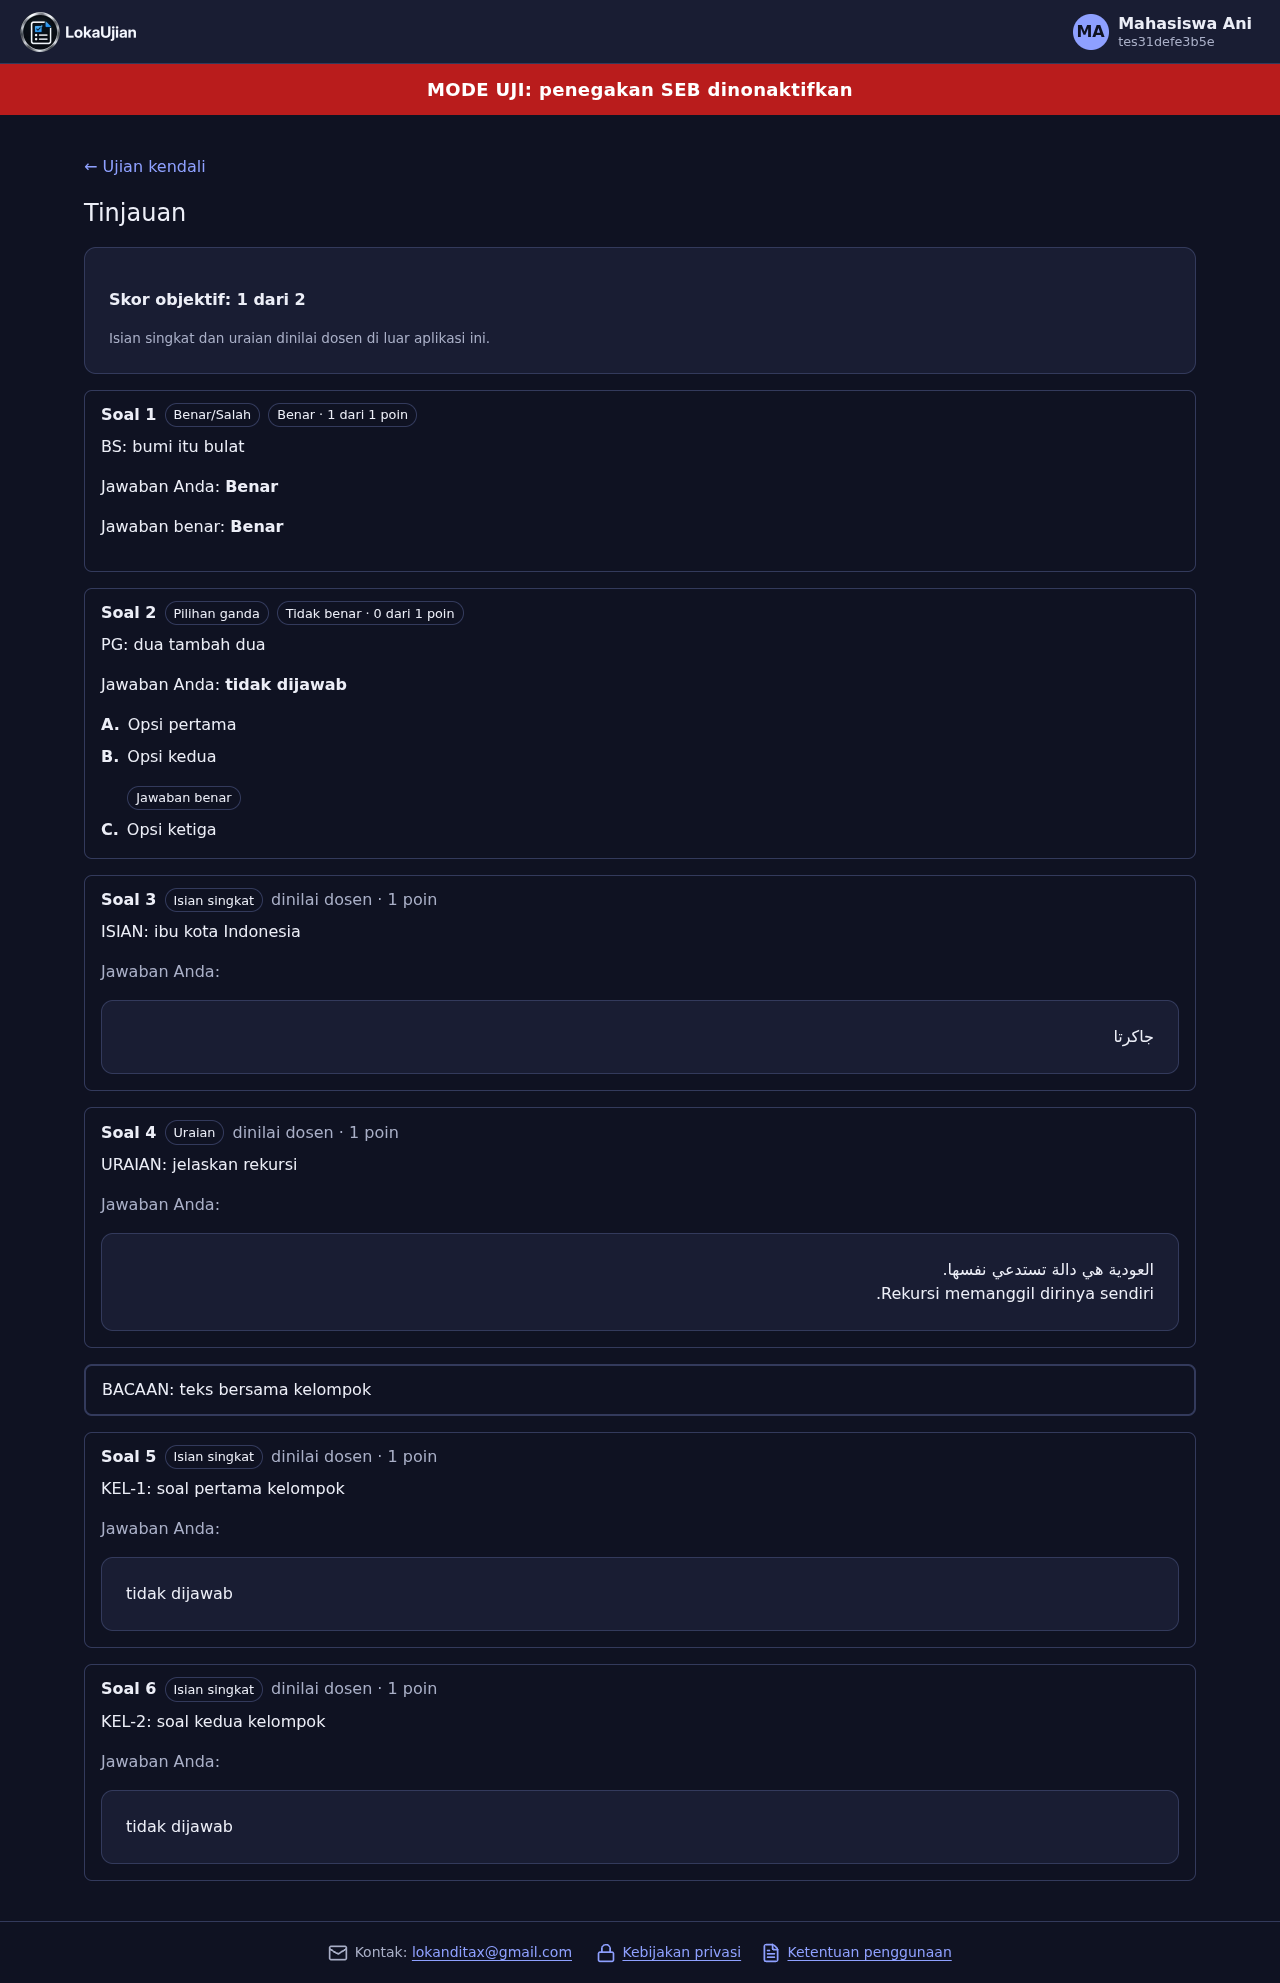 LokaUjian
MA
Mahasiswa Ani
tes31defe3b5e
MODE UJI: penegakan SEB dinonaktifkan
← Ujian kendali
Tinjauan
Skor objektif: 1 dari 2
Isian singkat dan uraian dinilai dosen di luar aplikasi ini.
Soal 1 Benar/Salah Benar · 1 dari 1 poin
BS: bumi itu bulat
Jawaban Anda: Benar
Jawaban benar: Benar
Soal 2 Pilihan ganda Tidak benar · 0 dari 1 poin
PG: dua tambah dua
Jawaban Anda: tidak dijawab
A. Opsi pertama
B. Opsi kedua
Jawaban benar
C. Opsi ketiga
Soal 3 Isian singkat dinilai dosen · 1 poin
ISIAN: ibu kota Indonesia
Jawaban Anda:
جاكرتا
Soal 4 Uraian dinilai dosen · 1 poin
URAIAN: jelaskan rekursi
Jawaban Anda:
العودية هي دالة تستدعي نفسها.
Rekursi memanggil dirinya sendiri.
BACAAN: teks bersama kelompok
Soal 5 Isian singkat dinilai dosen · 1 poin
KEL-1: soal pertama kelompok
Jawaban Anda:
tidak dijawab
Soal 6 Isian singkat dinilai dosen · 1 poin
KEL-2: soal kedua kelompok
Jawaban Anda:
tidak dijawab
Kontak: lokanditax@gmail.com Kebijakan privasi Ketentuan penggunaan